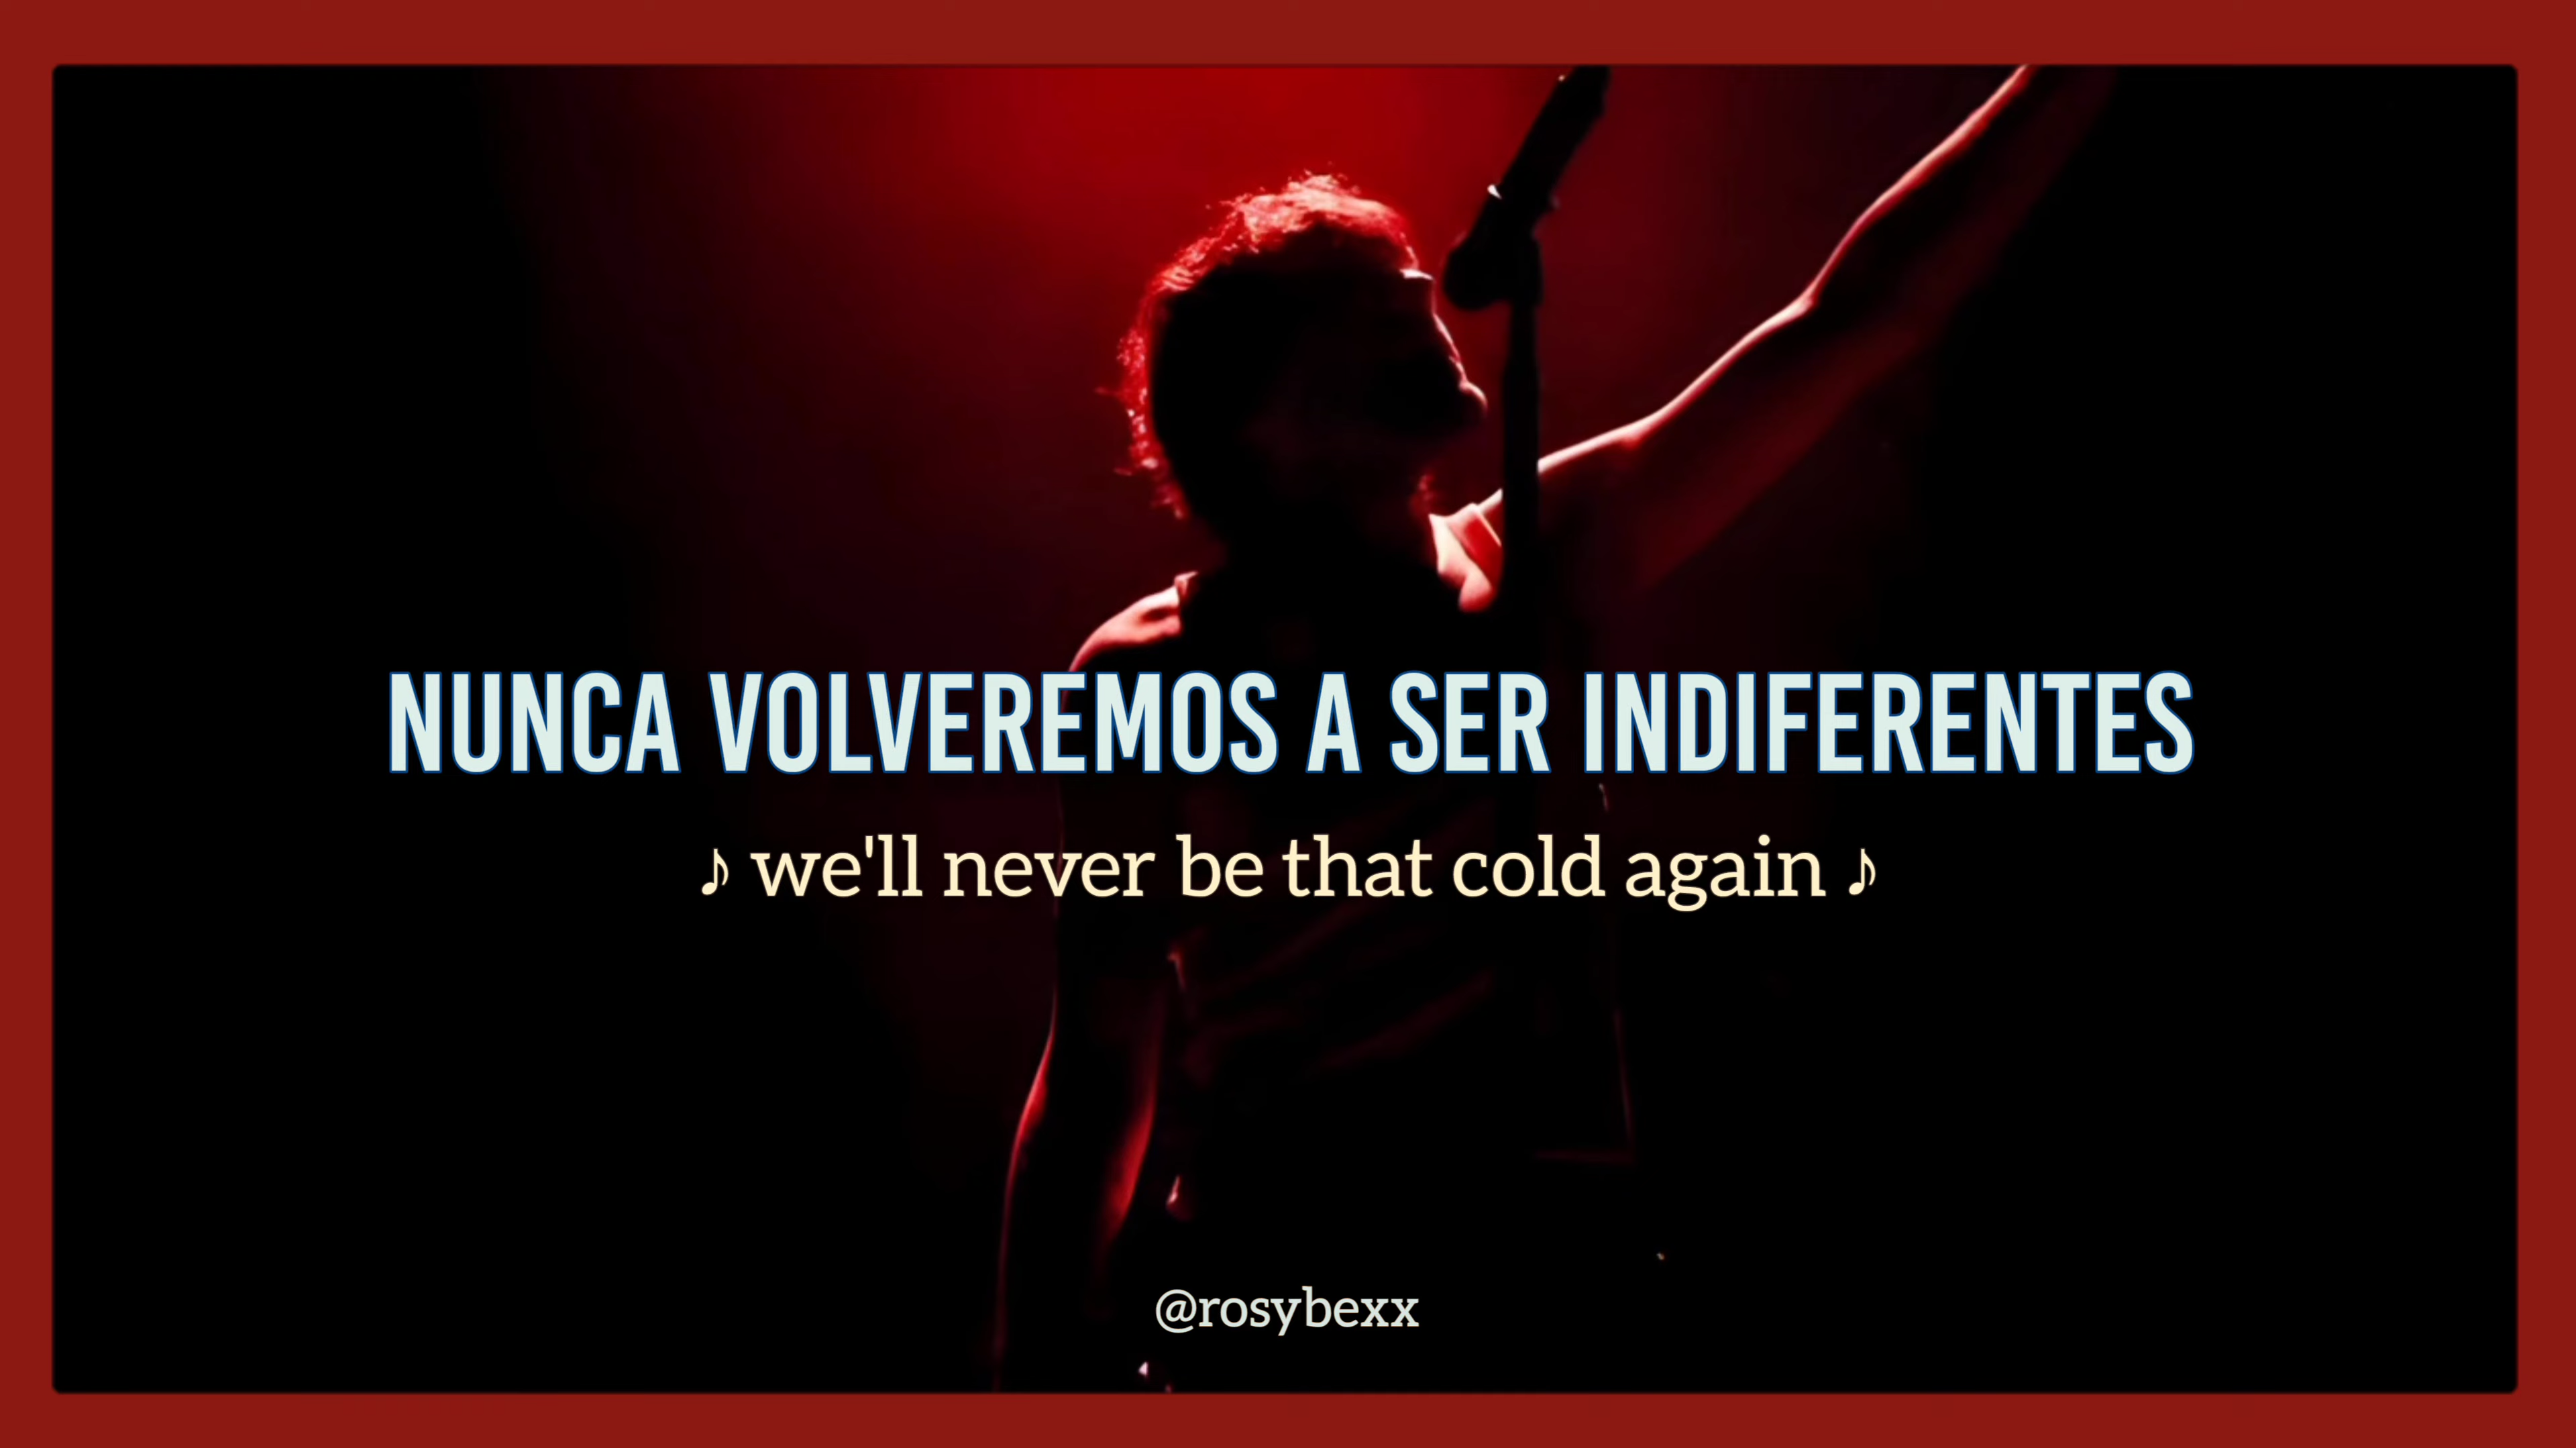 NUNCA VOLVEREMOS A SER INDIFERENTES
♪ we'll never be that cold again ♪
@rosybexx